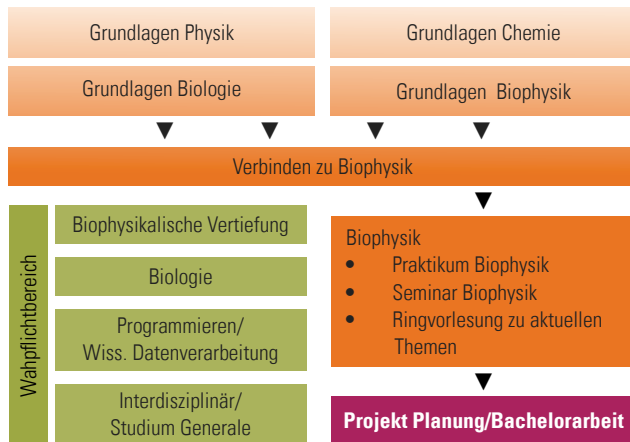 Grundlagen Physik
Grundlagen Chemie
Grundlagen Biologie
Grundlagen Biophysik
Verbinden zu Biophysik
Wahpflichtbereich
Biophysikalische Vertiefung
Biologie
Programmieren/
Wiss. Datenverarbeitung
Interdisziplinär/
Studium Generale
Biophysik
• Praktikum Biophysik
• Seminar Biophysik
• Ringvorlesung zu aktuellen
Themen
Projekt Planung/Bachelorarbeit